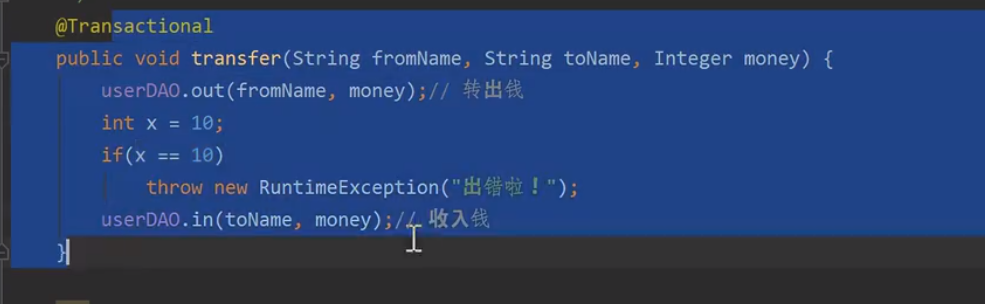 @Transactional
public void transfer(String fromName, String toName, Integer money) {
userDAO.out(fromName, money);// 转出钱
int x = 10;
if(x == 10)
throw new RuntimeException("出错啦！");
userDAO.in(toName, money);// 收入钱
}